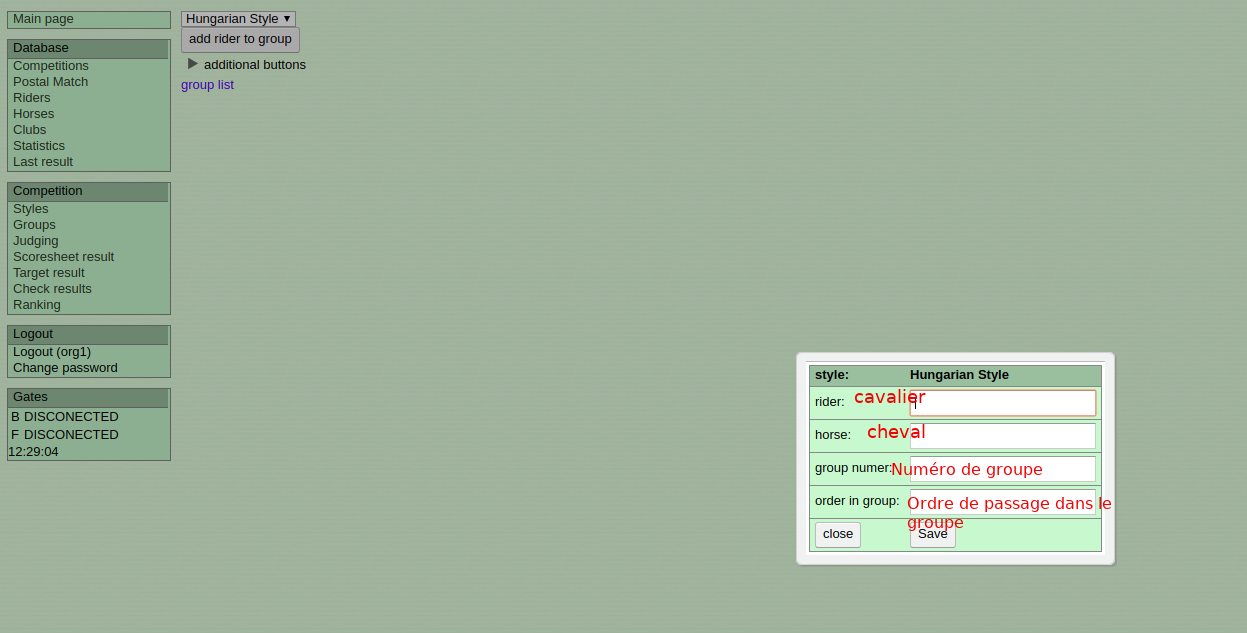 Main page
Database
Competitions
Postal Match
Riders
Horses
Clubs
Statistics
Last result
Competition
Styles
Groups
Judging
Scoresheet result
Target result
Check results
Ranking
Logout
Logout (org1)
Change password
Gates
B DISCONECTED
F DISCONECTED
12:29:04
Hungarian Style
add rider to group
additional buttons
group list
style: Hungarian Style
rider: cavalier
horse: cheval
group numer: Numéro de groupe
order in group: Ordre de passage dans le
groupe
close Save